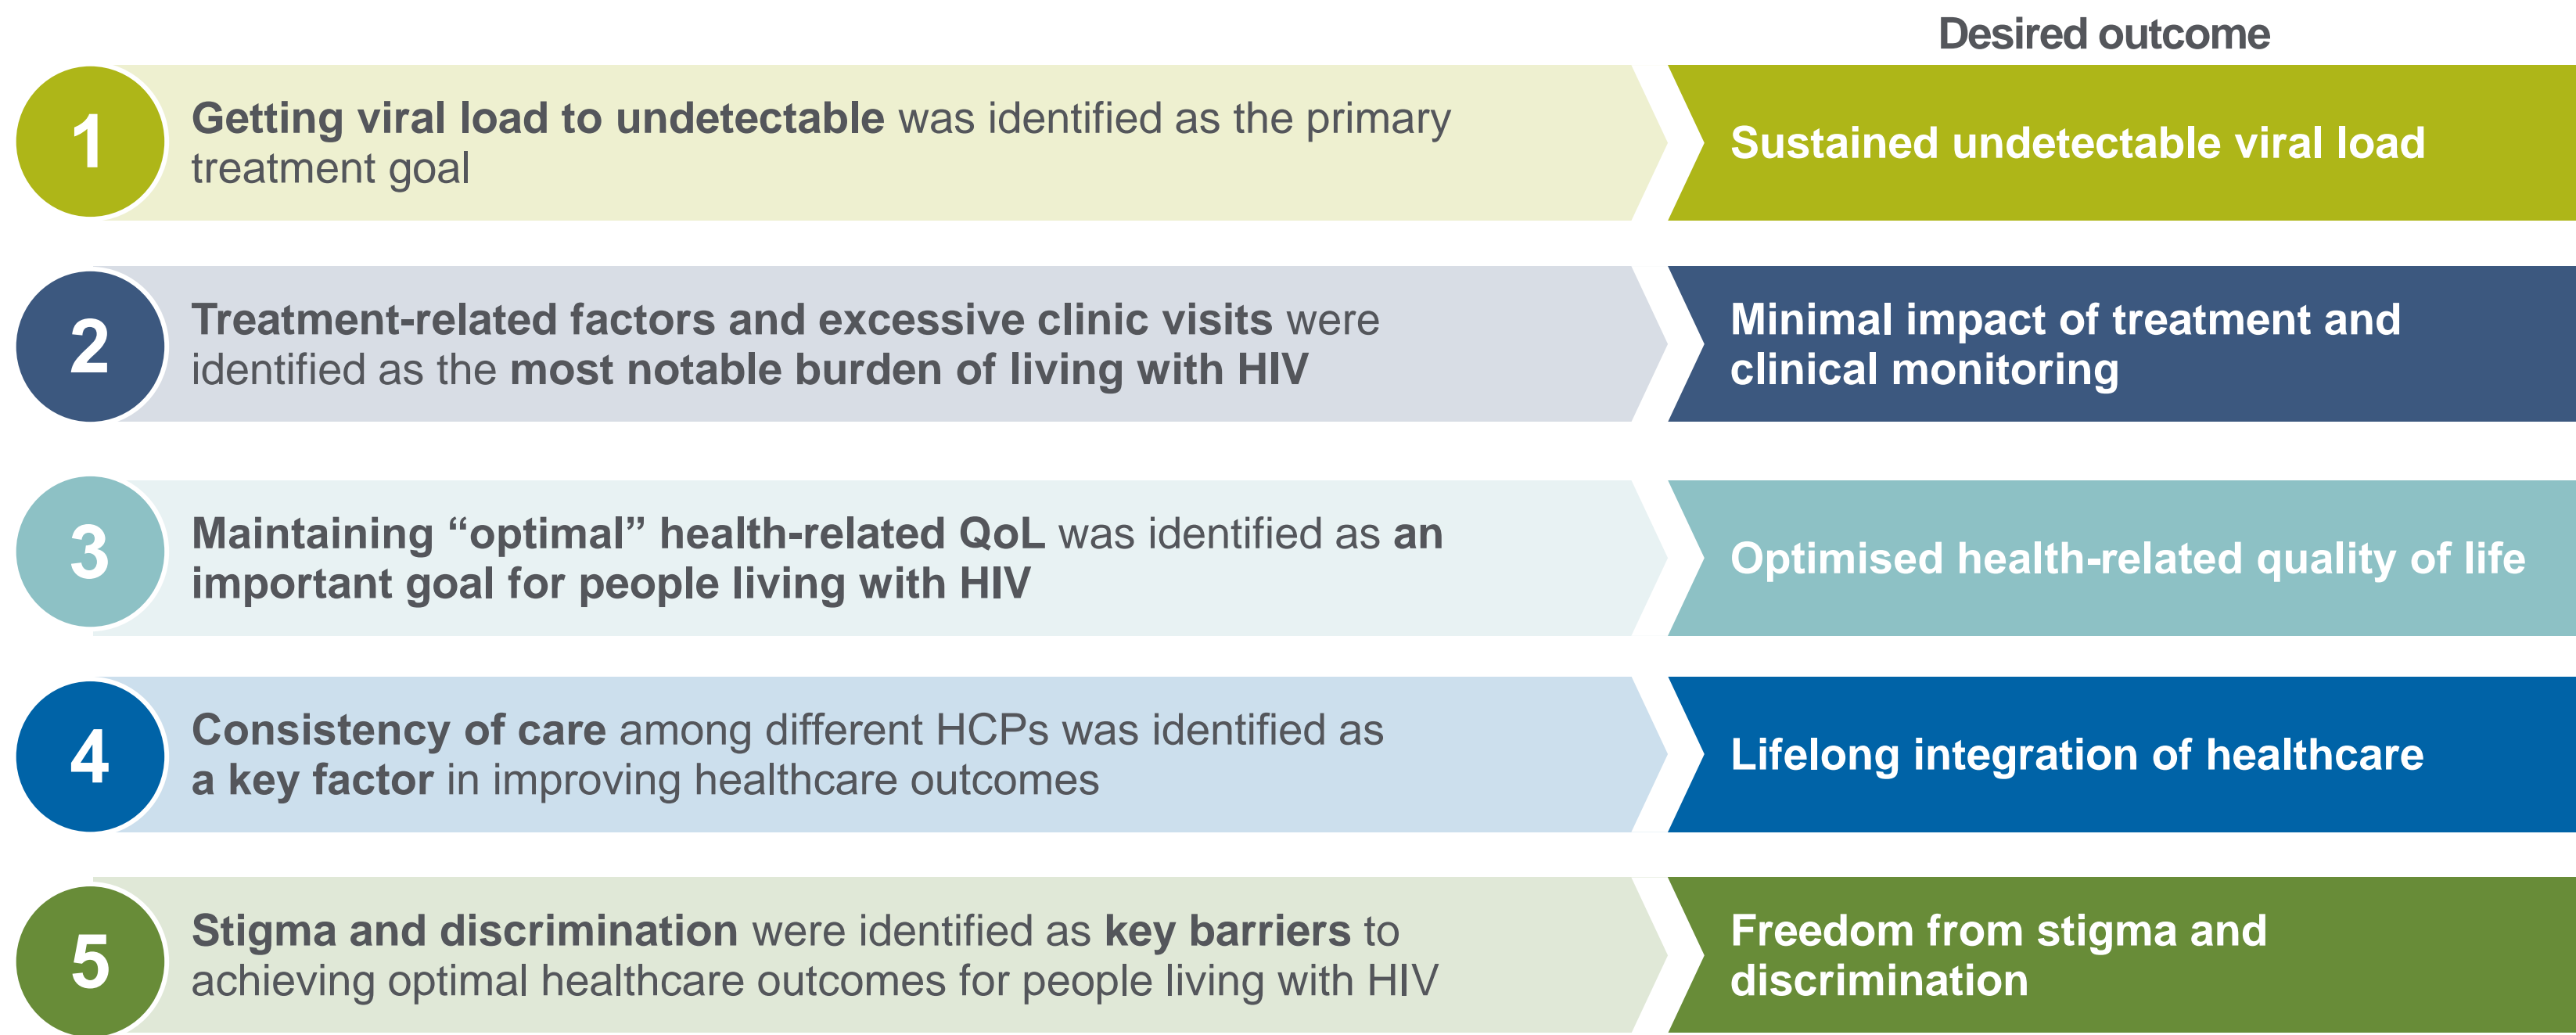 Desired outcome
1
Getting viral load to undetectable was identified as the primary
treatment goal
Sustained undetectable viral load
2
Treatment-related factors and excessive clinic visits were
identified as the most notable burden of living with HIV
Minimal impact of treatment and
clinical monitoring
3
Maintaining “optimal” health-related QoL was identified as an
important goal for people living with HIV
Optimised health-related quality of life
4
Consistency of care among different HCPs was identified as
a key factor in improving healthcare outcomes
Lifelong integration of healthcare
5
Stigma and discrimination were identified as key barriers to
achieving optimal healthcare outcomes for people living with HIV
Freedom from stigma and
discrimination